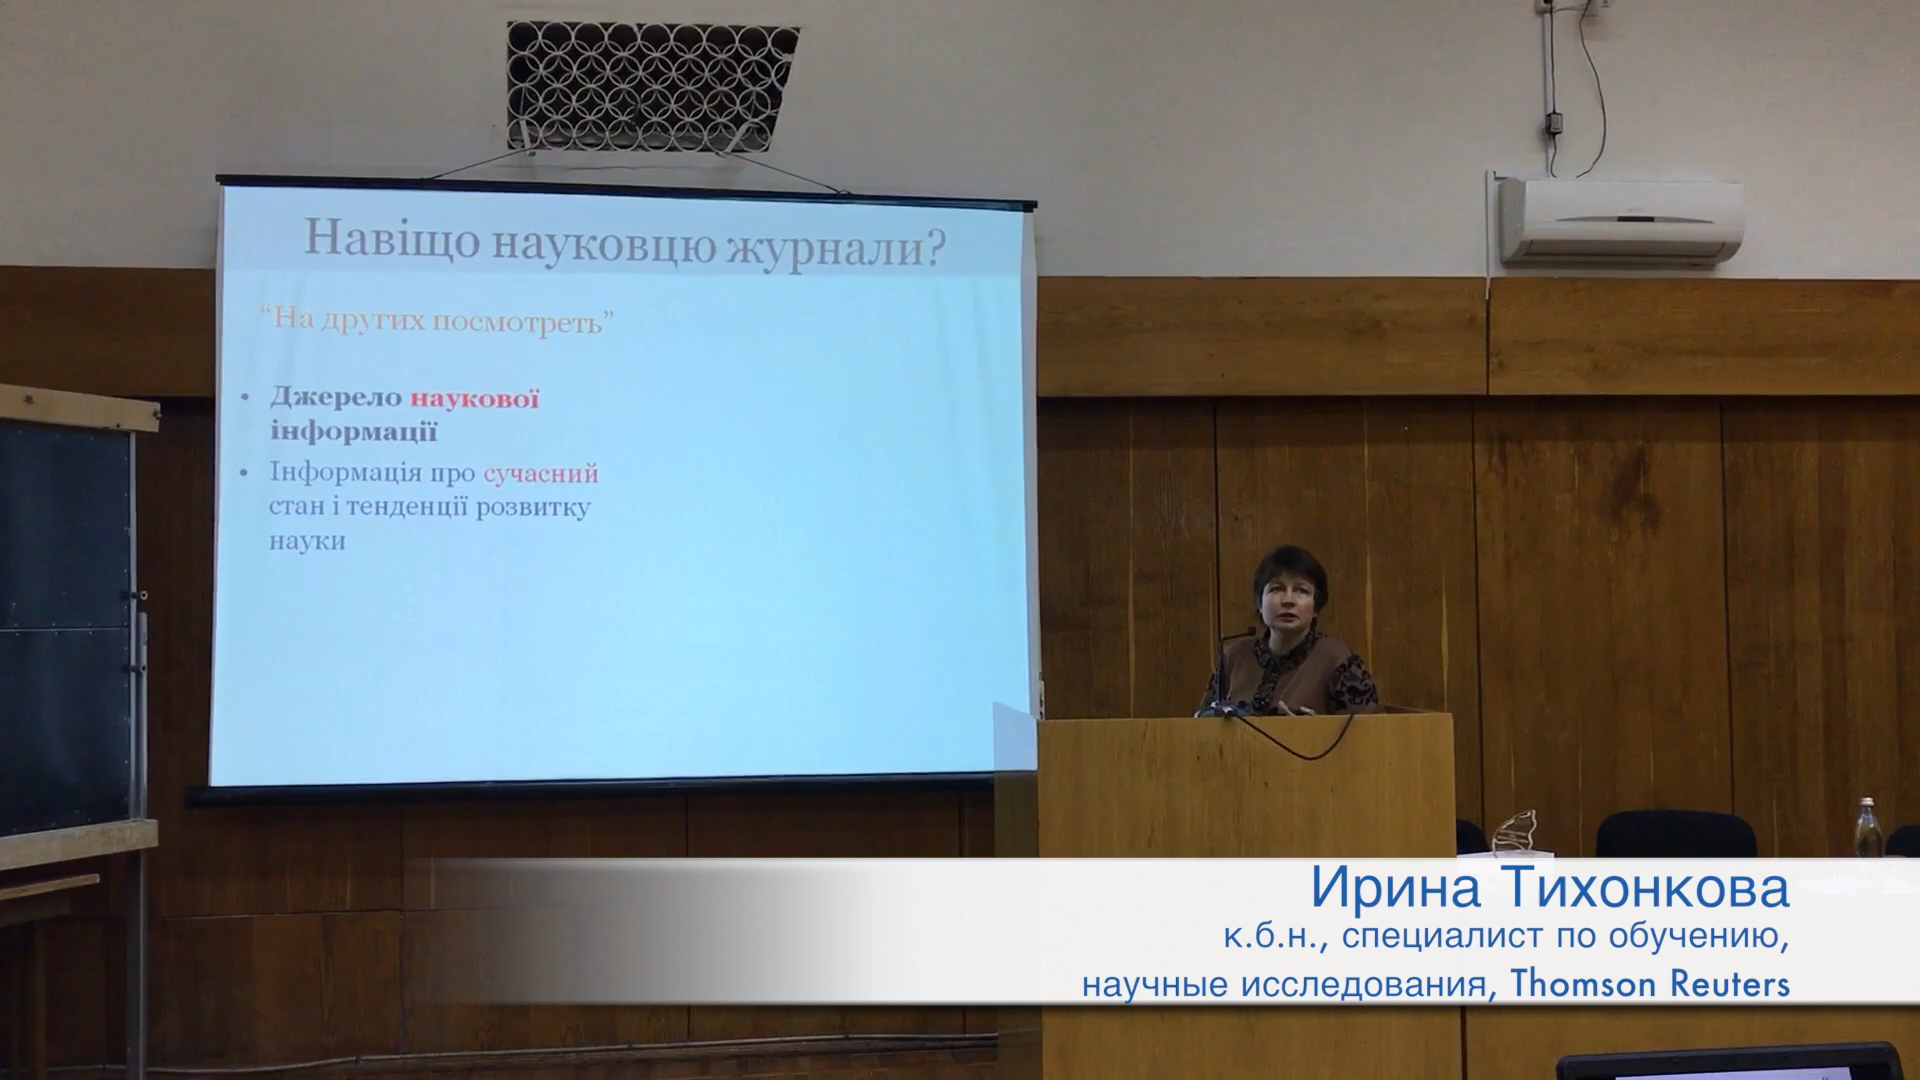 Навіщо науковцю журнали?
“На других посмотреть”
• Джерело наукової
інформації
• Інформація про сучасний
стан і тенденції розвитку
науки
Ирина Тихонкова
к.б.н., специалист по обучению,
научные исследования, Thomson Reuters